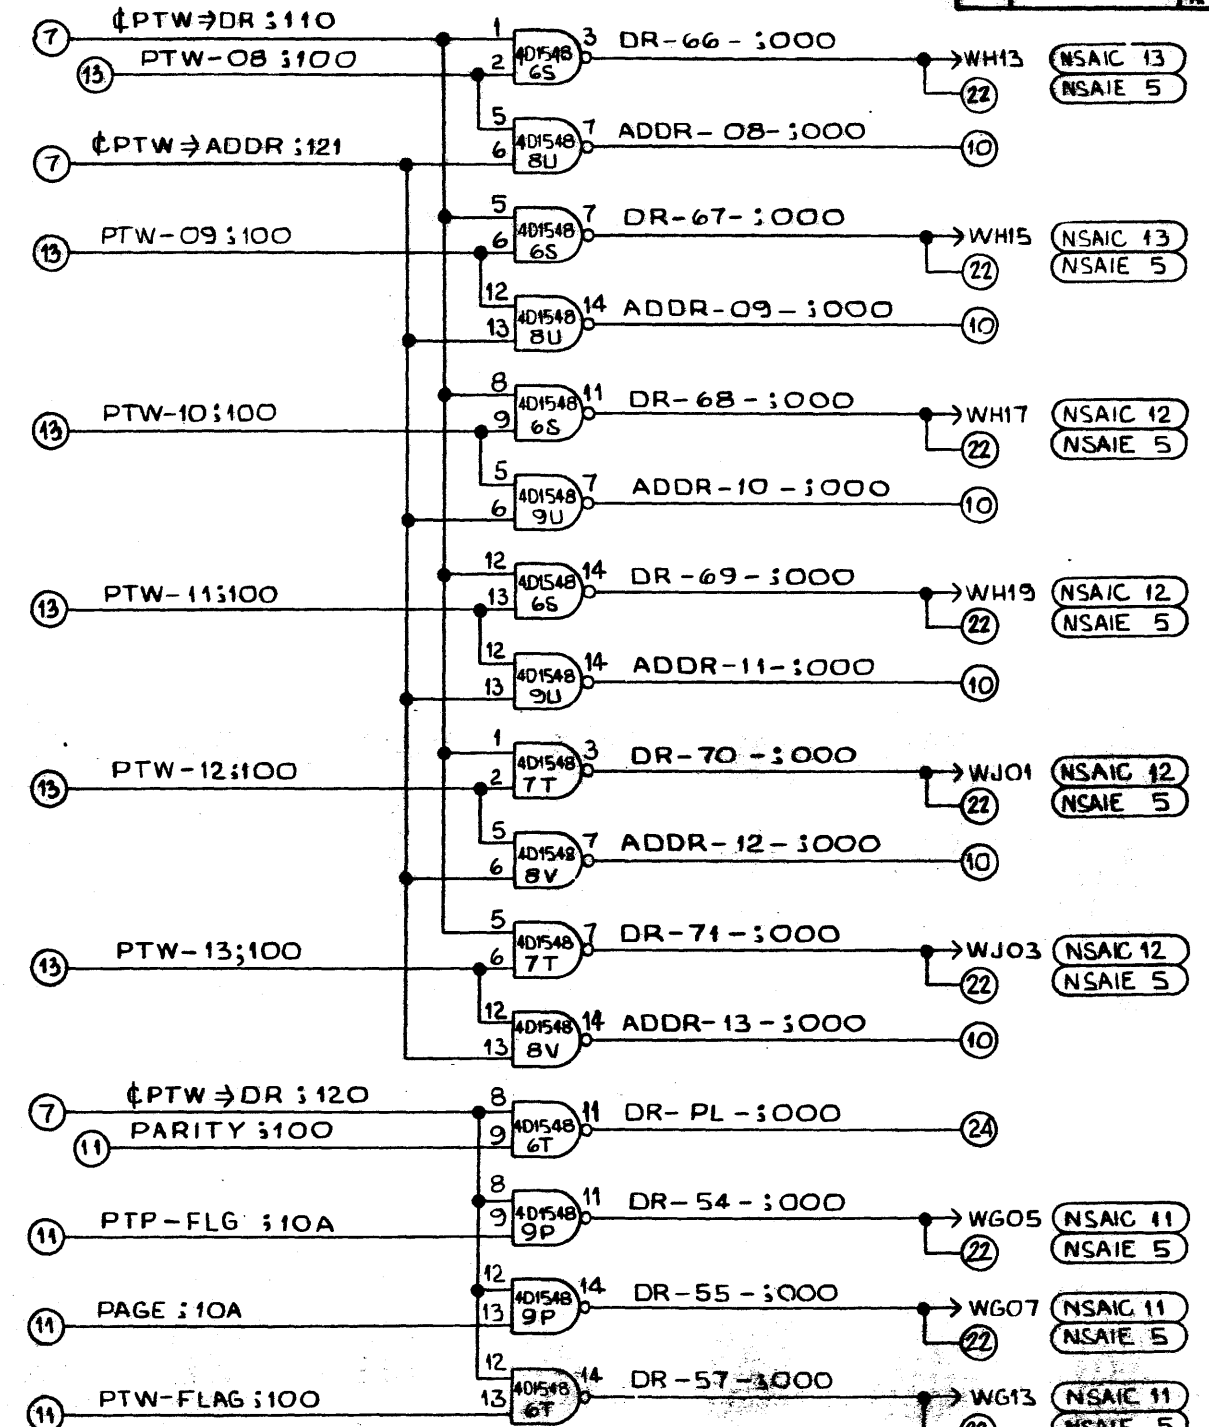 ¢PTW⇒DR ;110
7
PTW-08 ;100
13
1 4D1548 3 DR-66-;000
2 6S
WH13 NSAIC 13
22 NSAIE 5
5 4D1548 7 ADDR-08-;000
6 8U
10
¢PTW⇒ADDR ;121
7
PTW-09;100
13
5 4D1548 7 DR-67-;000
6 6S
WH15 NSAIC 13
22 NSAIE 5
12 4D1548 14 ADDR-09-;000
13 8U
10
PTW-10;100
13
8 4D1548 11 DR-68-;000
9 6S
WH17 NSAIC 12
22 NSAIE 5
5 4D1548 7 ADDR-10-;000
6 9U
10
PTW-11;100
13
12 4D1548 14 DR-69-;000
13 6S
WH19 NSAIC 12
22 NSAIE 5
12 4D1548 14 ADDR-11-;000
13 9U
10
PTW-12;100
13
1 4D1548 3 DR-70-;000
2 7T
WJ01 NSAIC 12
22 NSAIE 5
5 4D1548 7 ADDR-12-;000
6 8V
10
PTW-13;100
13
5 4D1548 7 DR-71-;000
6 7T
WJ03 NSAIC 12
22 NSAIE 5
12 4D1548 14 ADDR-13-;000
13 8V
10
¢PTW⇒DR ;120
7
PARITY ;100
11
8 4D1548 11 DR-PL-;000
9 6T
24
PTP-FLG ;10A
11
8 4D1548 11 DR-54-;000
9 9P
WG05 NSAIC 11
22 NSAIE 5
PAGE ;10A
11
12 4D1548 14 DR-55-;000
13 9P
WG07 NSAIC 11
22 NSAIE 5
PTW-FLAG;100
11
12 4D1548 14 DR-57-;000
13 6T
WG13 NSAIC 11
22 NSAIE 5